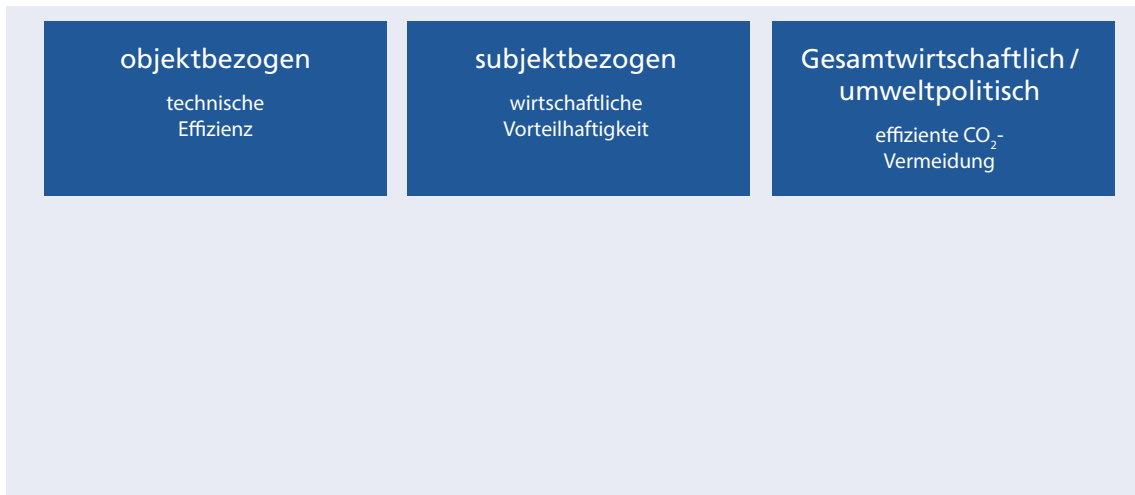 objektbezogen
technische
Effizienz
subjektbezogen
wirtschaftliche
Vorteilhaftigkeit
Gesamtwirtschaftlich /
umweltpolitisch
effiziente CO₂-
Vermeidung